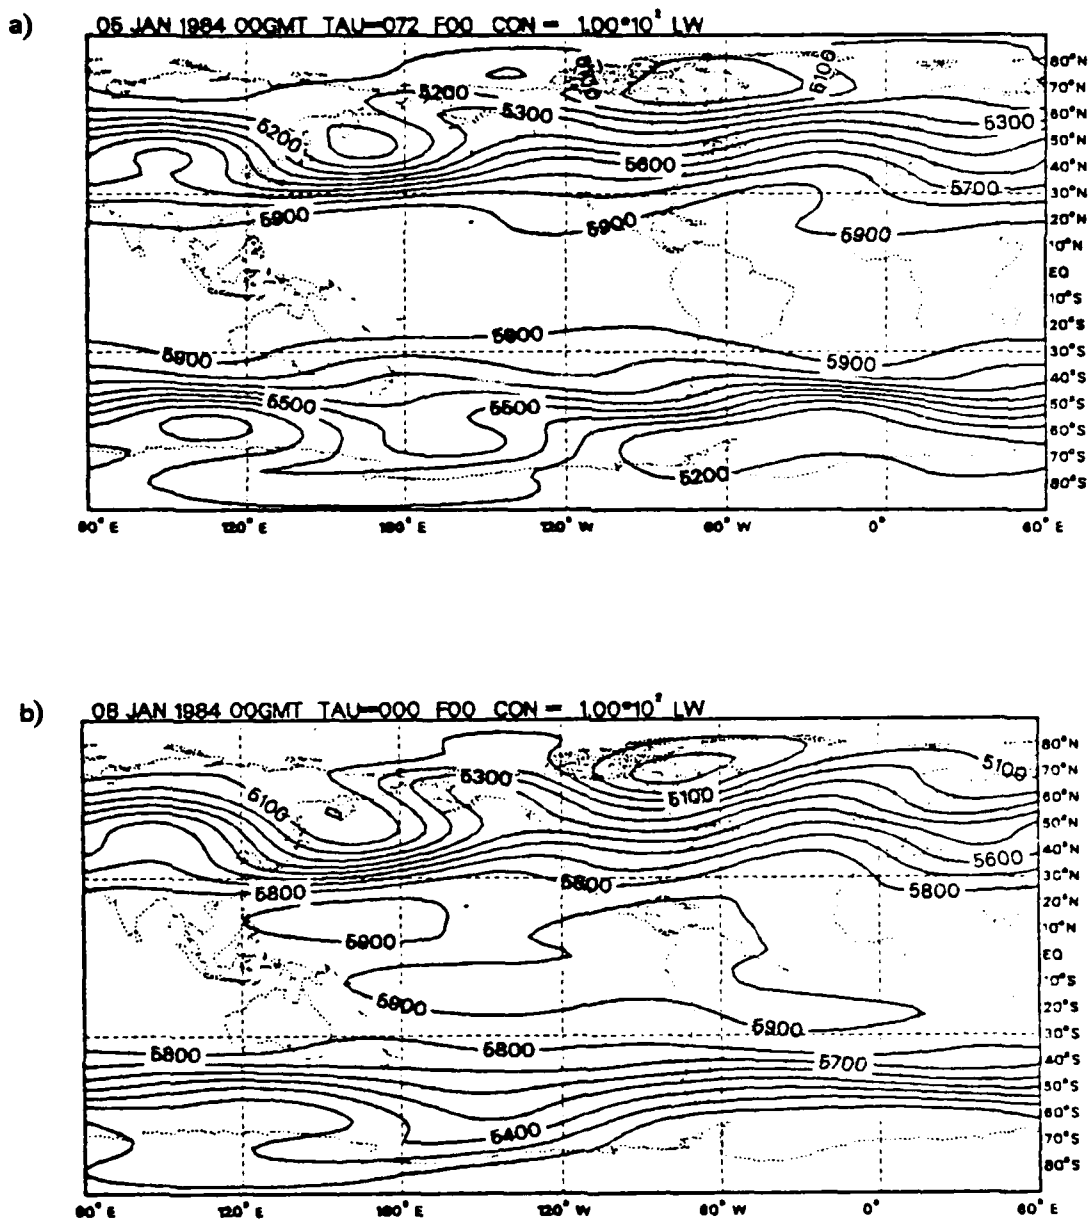 a)
05 JAN 1984 00GMT TAU=072 F00 CON = 1.00*10² LW
5100
80°N
5200
70°N
5300
60°N
5300
5200
50°N
5600
40°N
5700
30°N
5900
5900
20°N
5900
10°N
EQ
10°S
20°S
5900
30°S
5900
5900
40°S
5500
5500
50°S
60°S
70°S
5200
80°S
60° E
120° E
180° E
120° W
60° W
0°
60° E
b)
08 JAN 1984 00GMT TAU=000 F00 CON = 1.00*10² LW
80°N
5100
5300
70°N
5100
5100
60°N
50°N
5600
40°N
5800
5800
5800
30°N
20°N
5900
10°N
EQ
10°S
5900
20°S
5900
30°S
5800
5800
5700
40°S
50°S
60°S
5400
70°S
80°S
60° E
120° E
180° E
120° W
60° W
0°
60° E